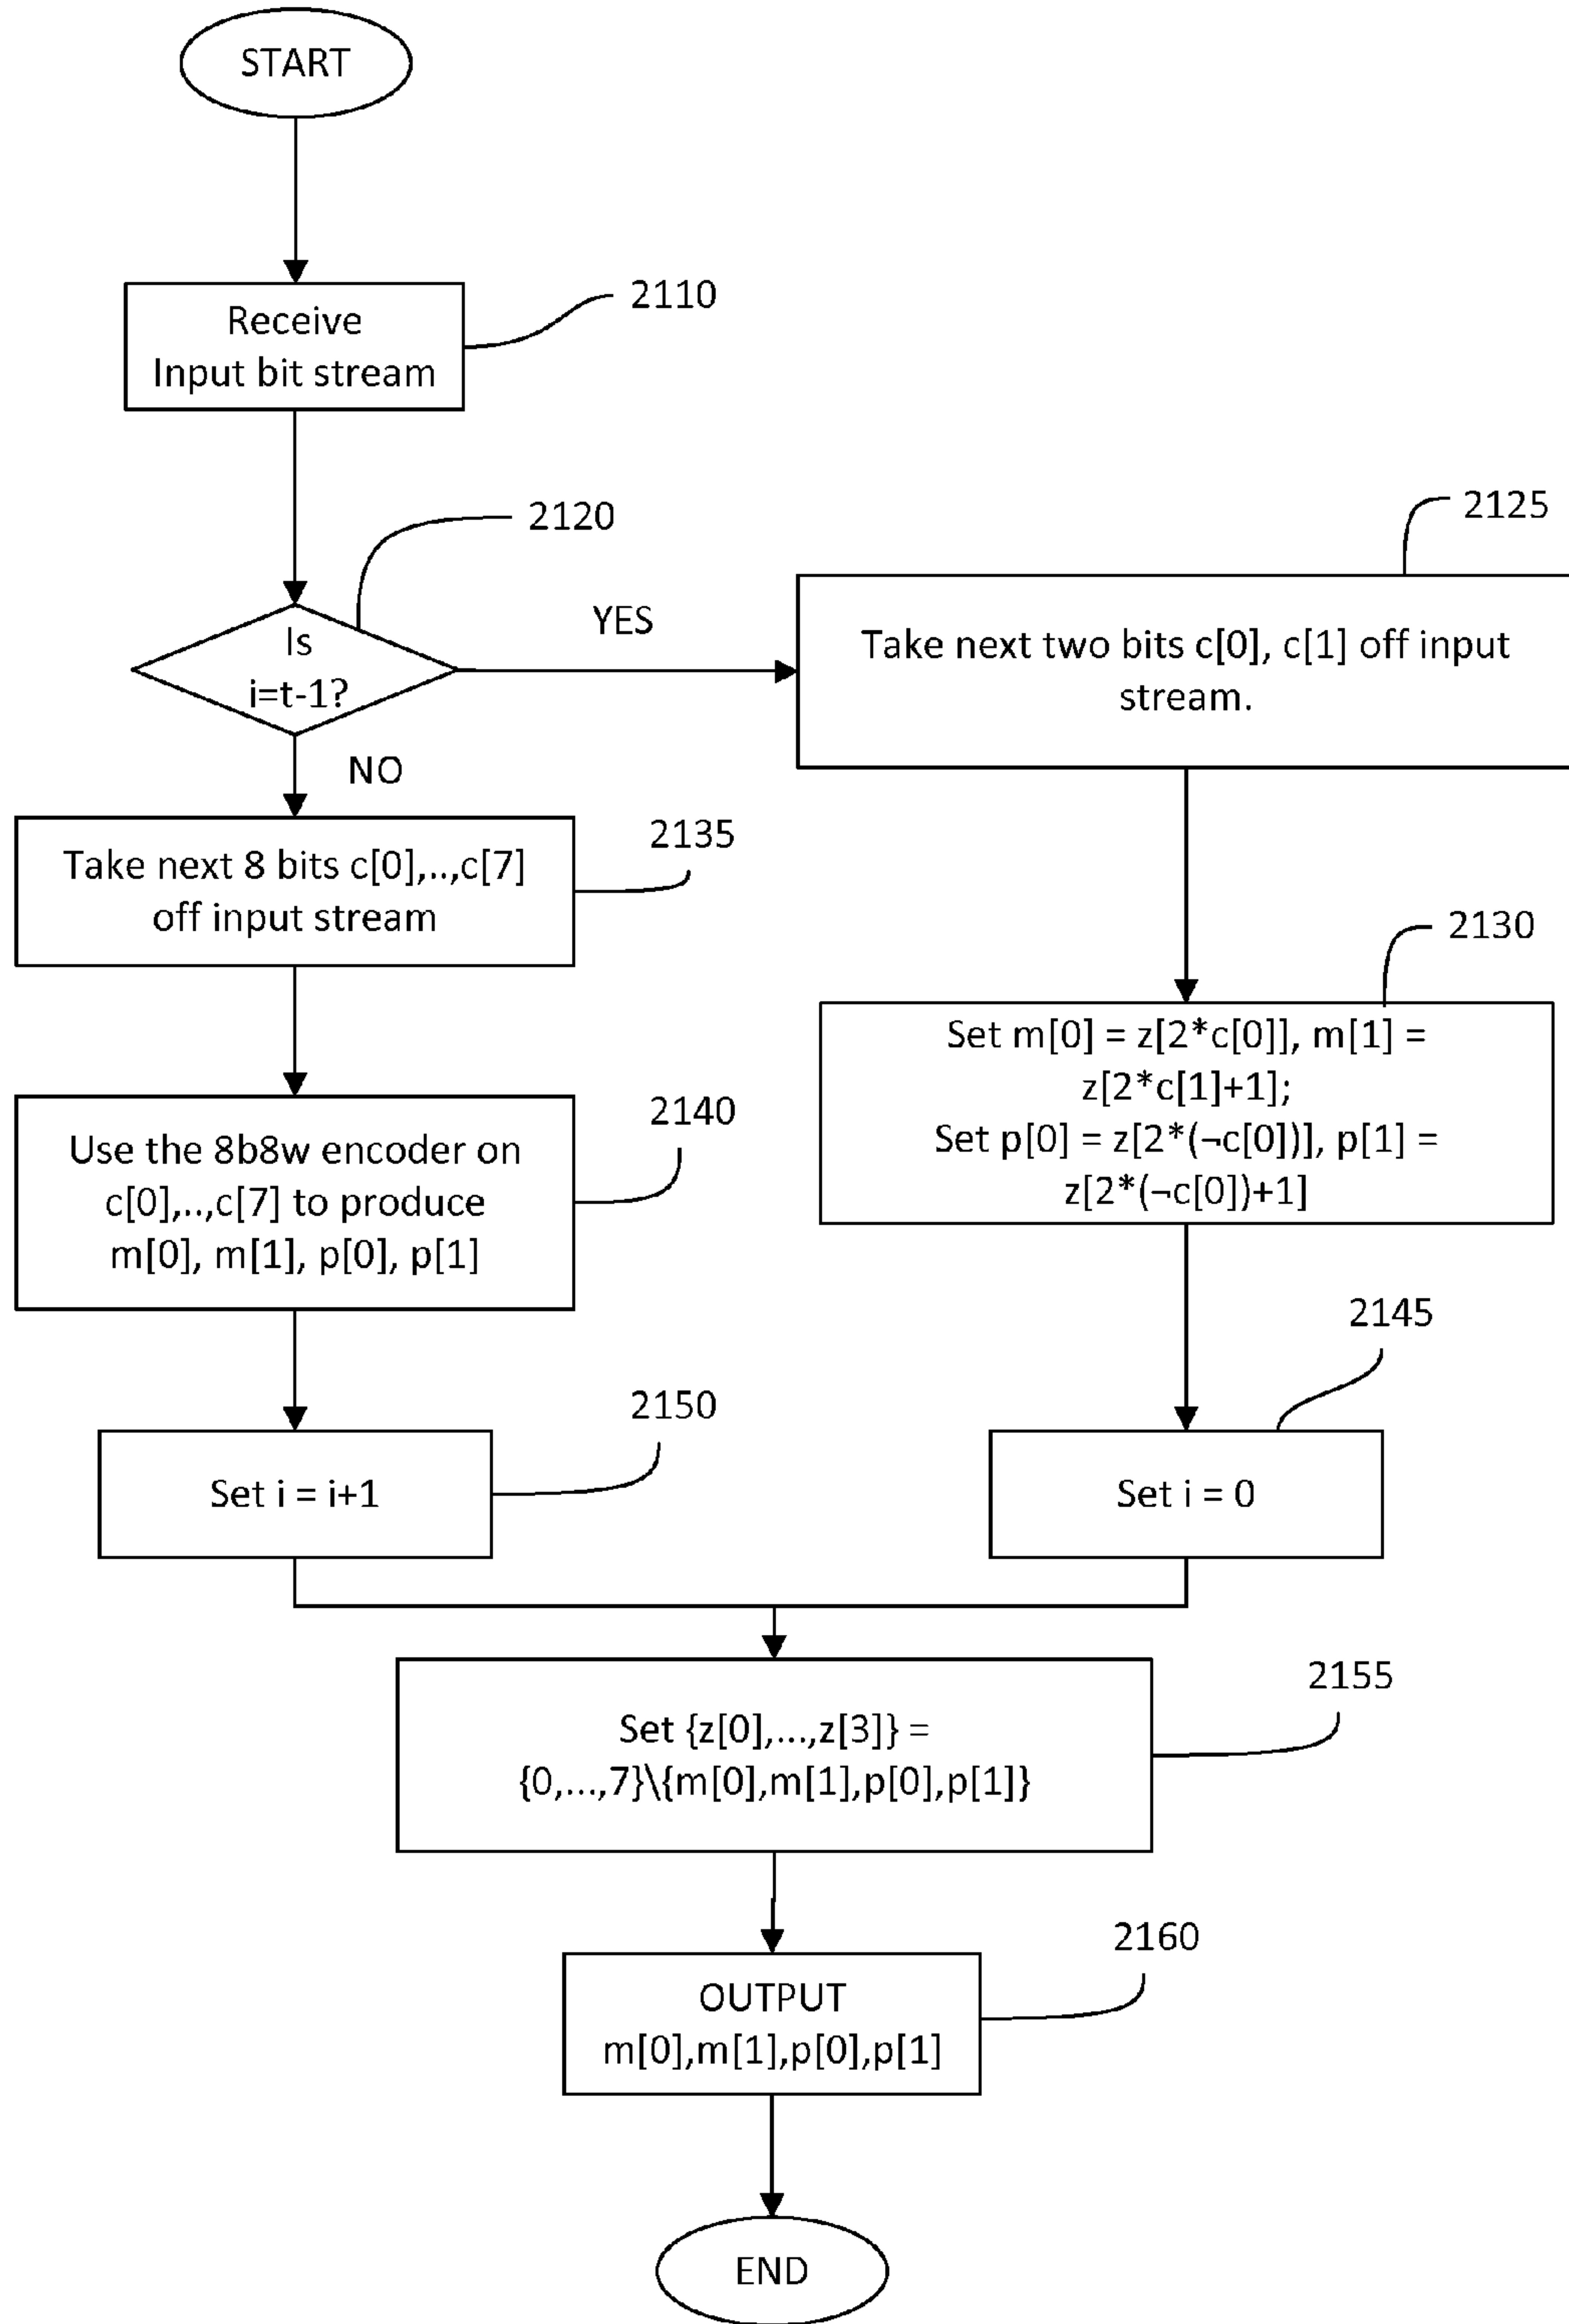 START
Receive
Input bit stream
2110
2120
Is
i=t-1?
YES
NO
2125
Take next two bits c[0], c[1] off input
stream.
2135
Take next 8 bits c[0],..,c[7]
off input stream
2130
Set m[0] = z[2*c[0]], m[1] =
z[2*c[1]+1];
Set p[0] = z[2*(¬c[0])], p[1] =
z[2*(¬c[0])+1]
2140
Use the 8b8w encoder on
c[0],..,c[7] to produce
m[0], m[1], p[0], p[1]
2145
2150
Set i = i+1
Set i = 0
2155
Set {z[0],...,z[3]} =
{0,...,7}\{m[0],m[1],p[0],p[1]}
2160
OUTPUT
m[0],m[1],p[0],p[1]
END